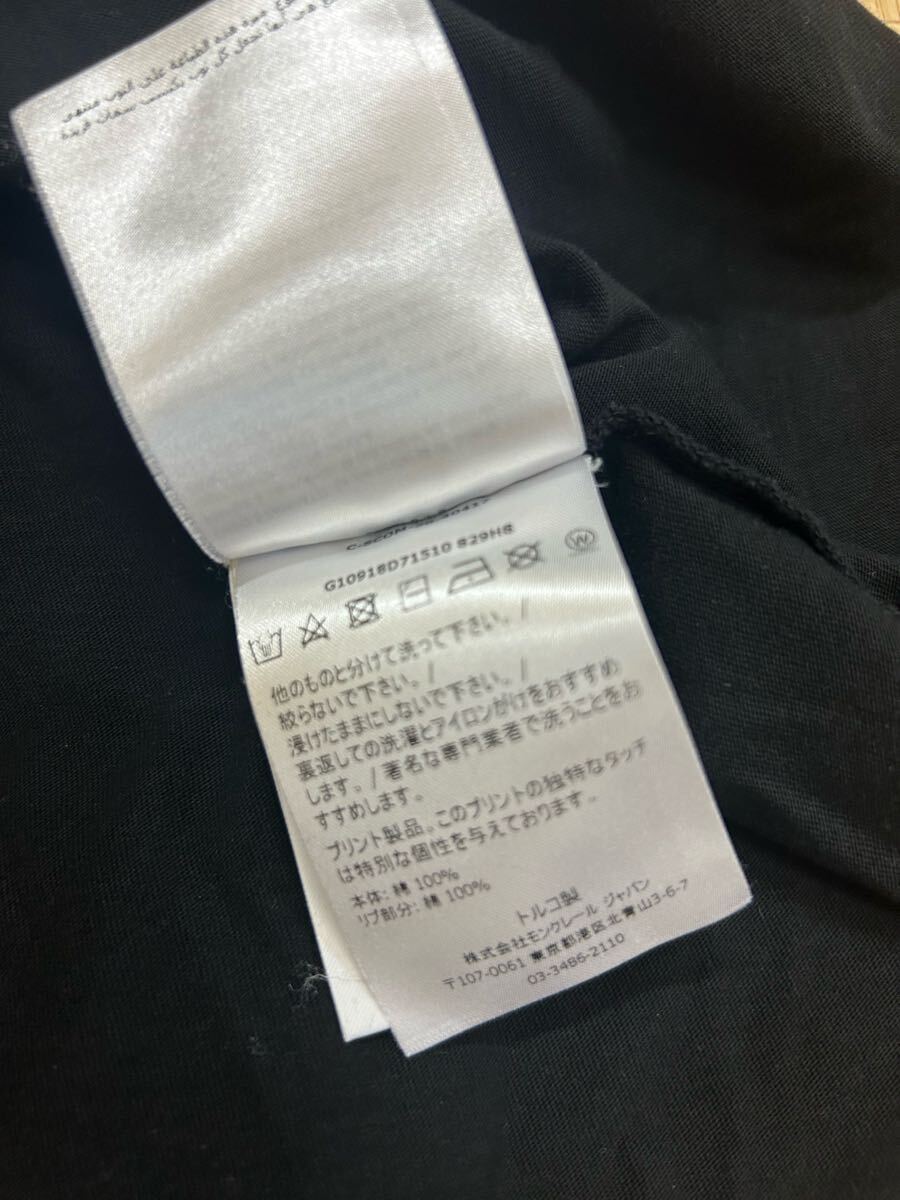 G10918D71510 829H8
他のものと分けて洗って下さい。/
絞らないで下さい。/
浸けたままにしないで下さい。/
裏返しての洗濯とアイロンがけをおすすめ
します。/著名な専門業者で洗うことをお
すすめします。
プリント製品。このプリントの独特なタッチ
は特別な個性を与えております。
本体: 綿 100%
リブ部分: 綿 100%
トルコ製
株式会社モンクレール ジャパン
〒107-0061 東京都港区北青山3-6-7
03-3486-2110